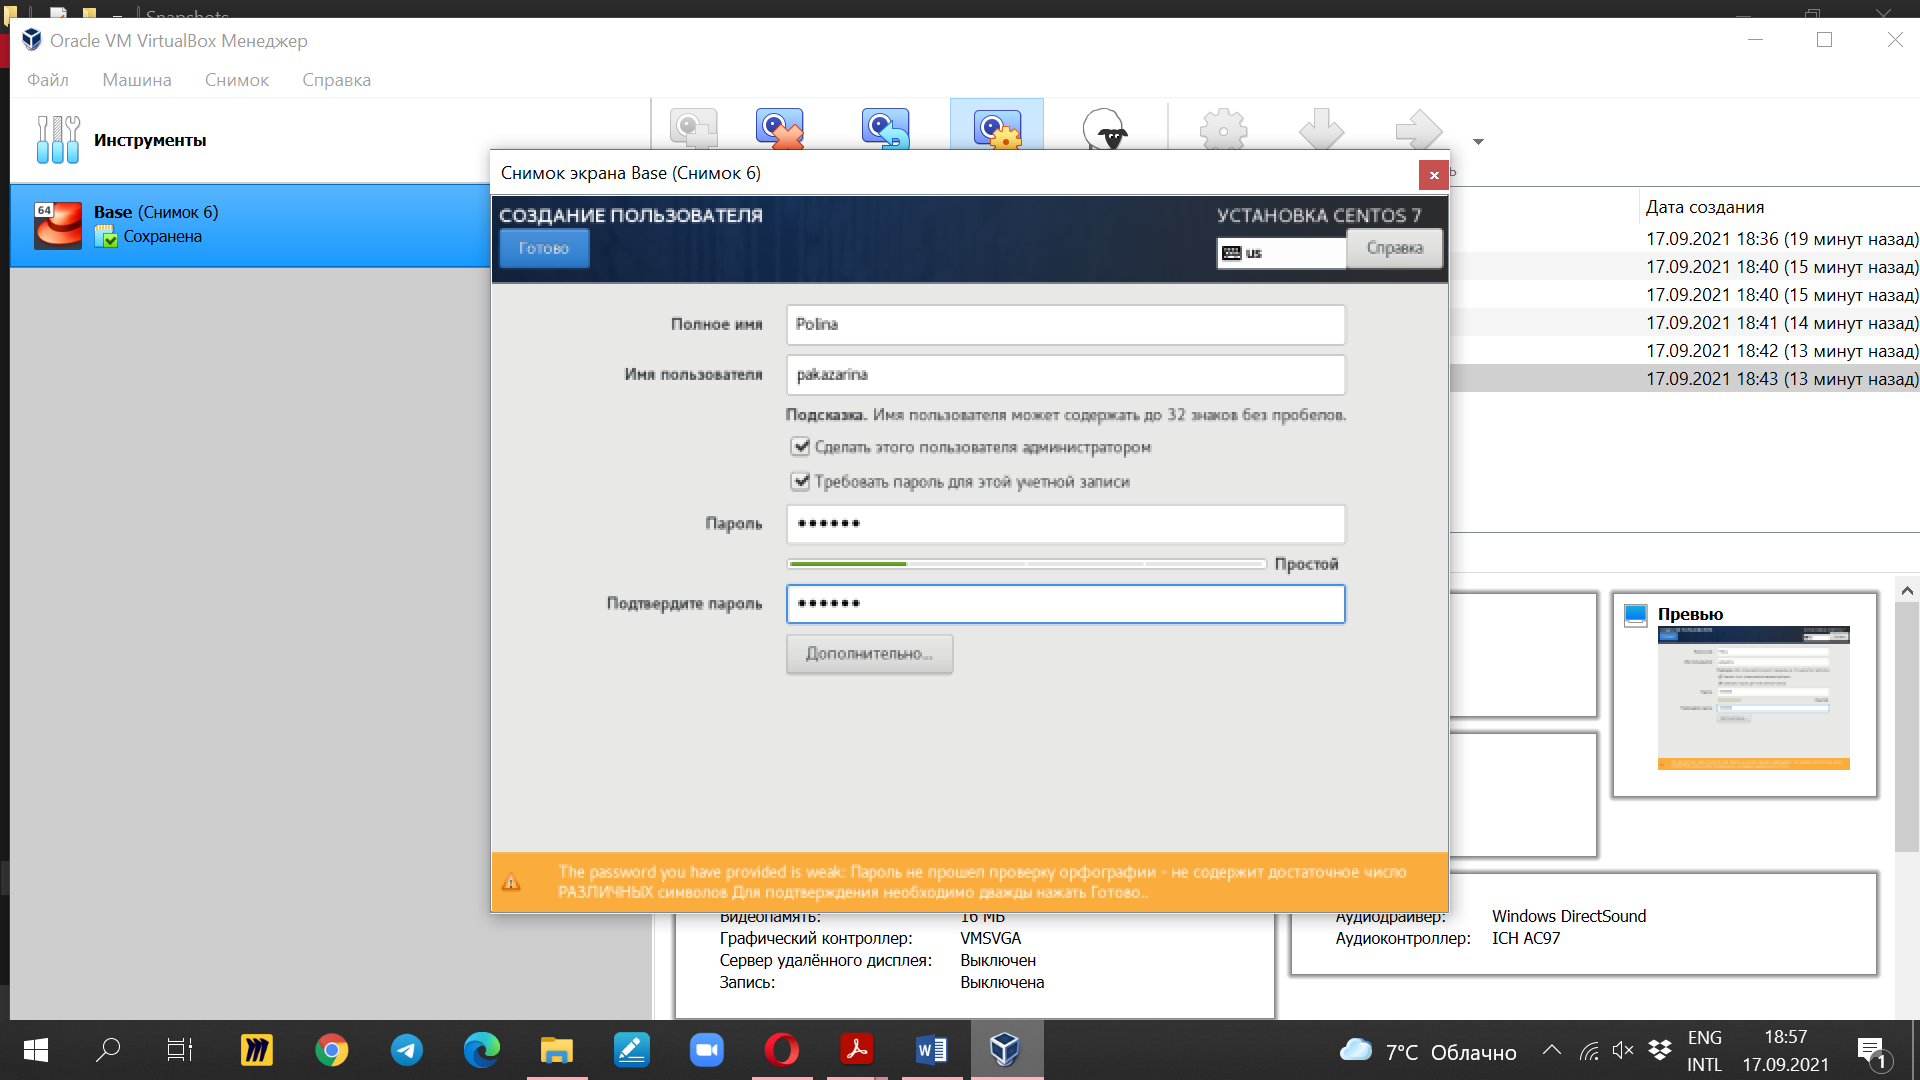 Snapshots
Oracle VM VirtualBox Менеджер
Файл Машина Снимок Справка
Инструменты
64
Base (Снимок 6)
Сохранена
Снимок экрана Base (Снимок 6)
СОЗДАНИЕ ПОЛЬЗОВАТЕЛЯ
УСТАНОВКА CENTOS 7
Готово
us
Справка
Полное имя
Polina
Имя пользователя
pakazarina
Подсказка. Имя пользователя может содержать до 32 знаков без пробелов.
Сделать этого пользователя администратором
Требовать пароль для этой учетной записи
Пароль
••••••
Простой
Подтвердите пароль
••••••
Дополнительно...
The password you have provided is weak: Пароль не прошел проверку орфографии - не содержит достаточное число
РАЗЛИЧНЫХ символов Для подтверждения необходимо дважды нажать Готово..
Дата создания
17.09.2021 18:36 (19 минут назад)
17.09.2021 18:40 (15 минут назад)
17.09.2021 18:40 (15 минут назад)
17.09.2021 18:41 (14 минут назад)
17.09.2021 18:42 (13 минут назад)
17.09.2021 18:43 (13 минут назад)
Превью
Видеопамять: 16 МБ
Графический контроллер: VMSVGA
Сервер удалённого дисплея: Выключен
Запись: Выключена
Аудиодрайвер: Windows DirectSound
Аудиоконтроллер: ICH AC97
7°C Облачно
ENG
INTL
18:57
17.09.2021
1